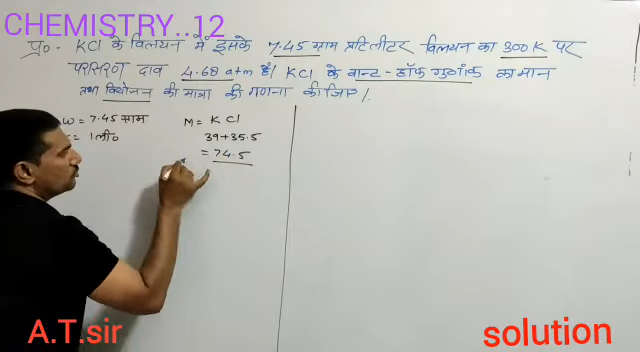 CHEMISTRY..12
प्र०- KCl के विलयन में इसके 7.45 ग्राम प्रतिलीटर विलयन का 300 K पर
परासरण दाब 4.68 atm है। KCl के वान्ट-हॉफ गुणांक का मान
तथा वियोजन की मात्रा की गणना कीजिए।
W = 7.45 ग्राम
M = KCl
= 1ली०
39+35.5
= 74.5
A.T.sir
solution